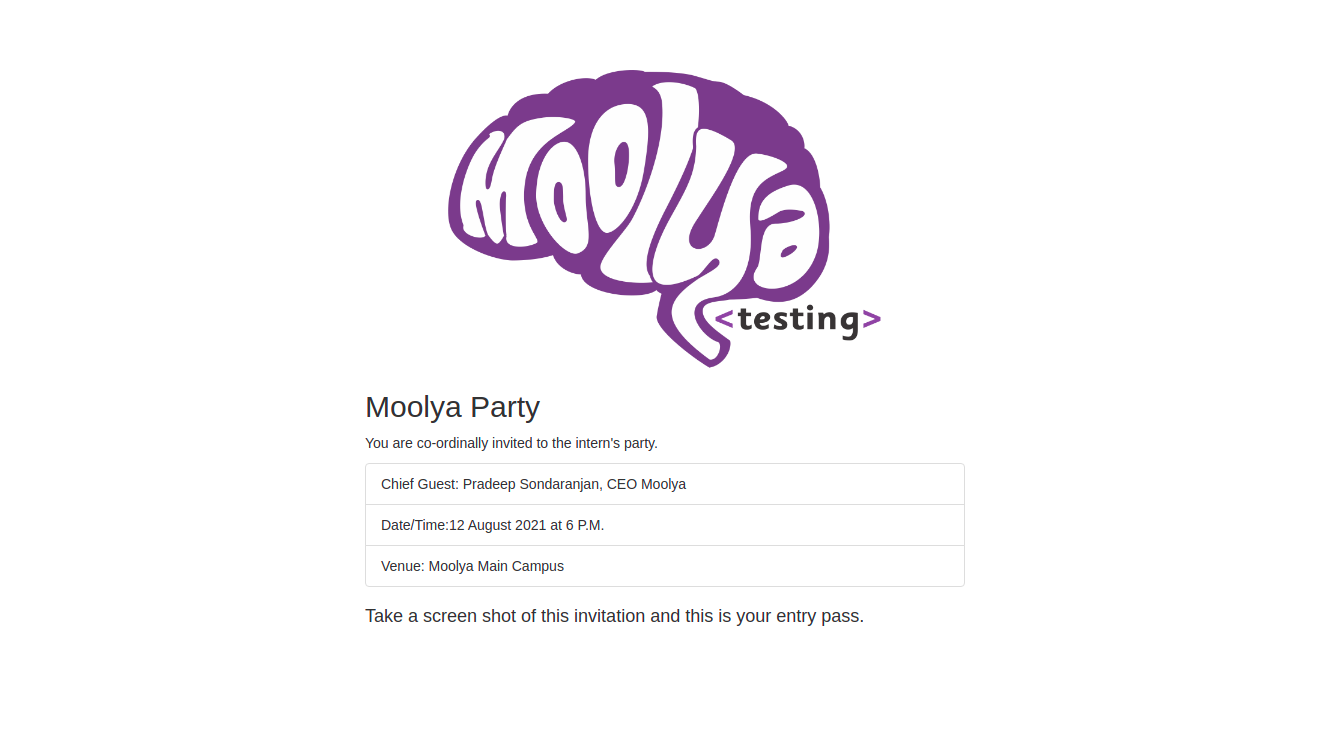 Moolya
<testing>
Moolya Party
You are co-ordinally invited to the intern's party.
Chief Guest: Pradeep Sondaranjan, CEO Moolya
Date/Time:12 August 2021 at 6 P.M.
Venue: Moolya Main Campus
Take a screen shot of this invitation and this is your entry pass.